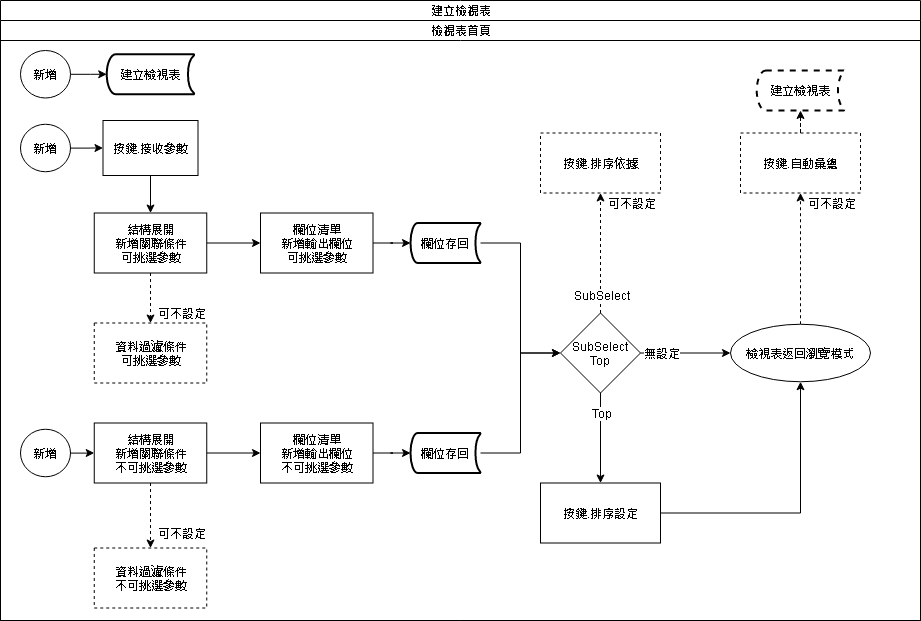 建立檢視表
檢視表首頁
新增
建立檢視表
建立檢視表
新增
按鍵.接收參數
按鍵.排序依據
按鍵.自動彙總
可不設定
可不設定
結構展開
新增關聯條件
可挑選參數
欄位清單
新增輸出欄位
可挑選參數
欄位存回
SubSelect
可不設定
資料過濾條件
可挑選參數
SubSelect
Top
無設定
檢視表返回瀏覽模式
Top
新增
結構展開
新增關聯條件
不可挑選參數
欄位清單
新增輸出欄位
不可挑選參數
欄位存回
按鍵.排序設定
可不設定
資料過濾條件
不可挑選參數